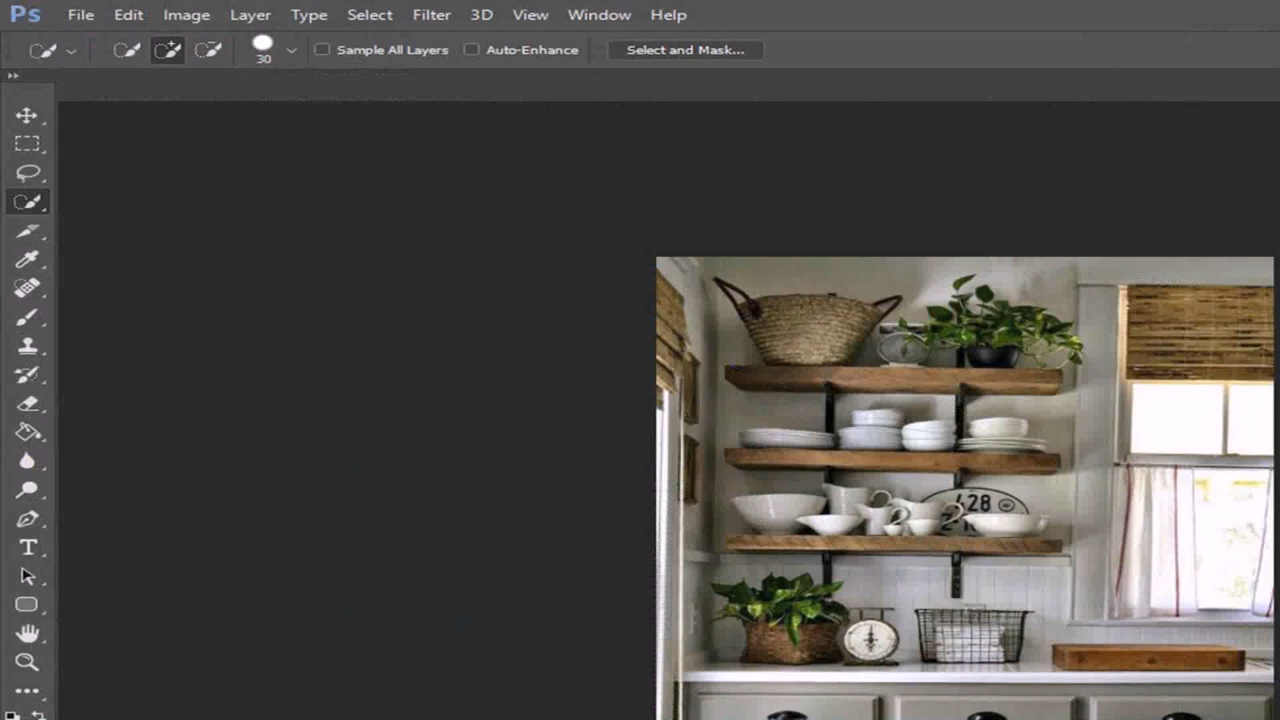 Ps File Edit Image Layer Type Select Filter 3D View Window Help
30 Sample All Layers Auto-Enhance Select and Mask...
428